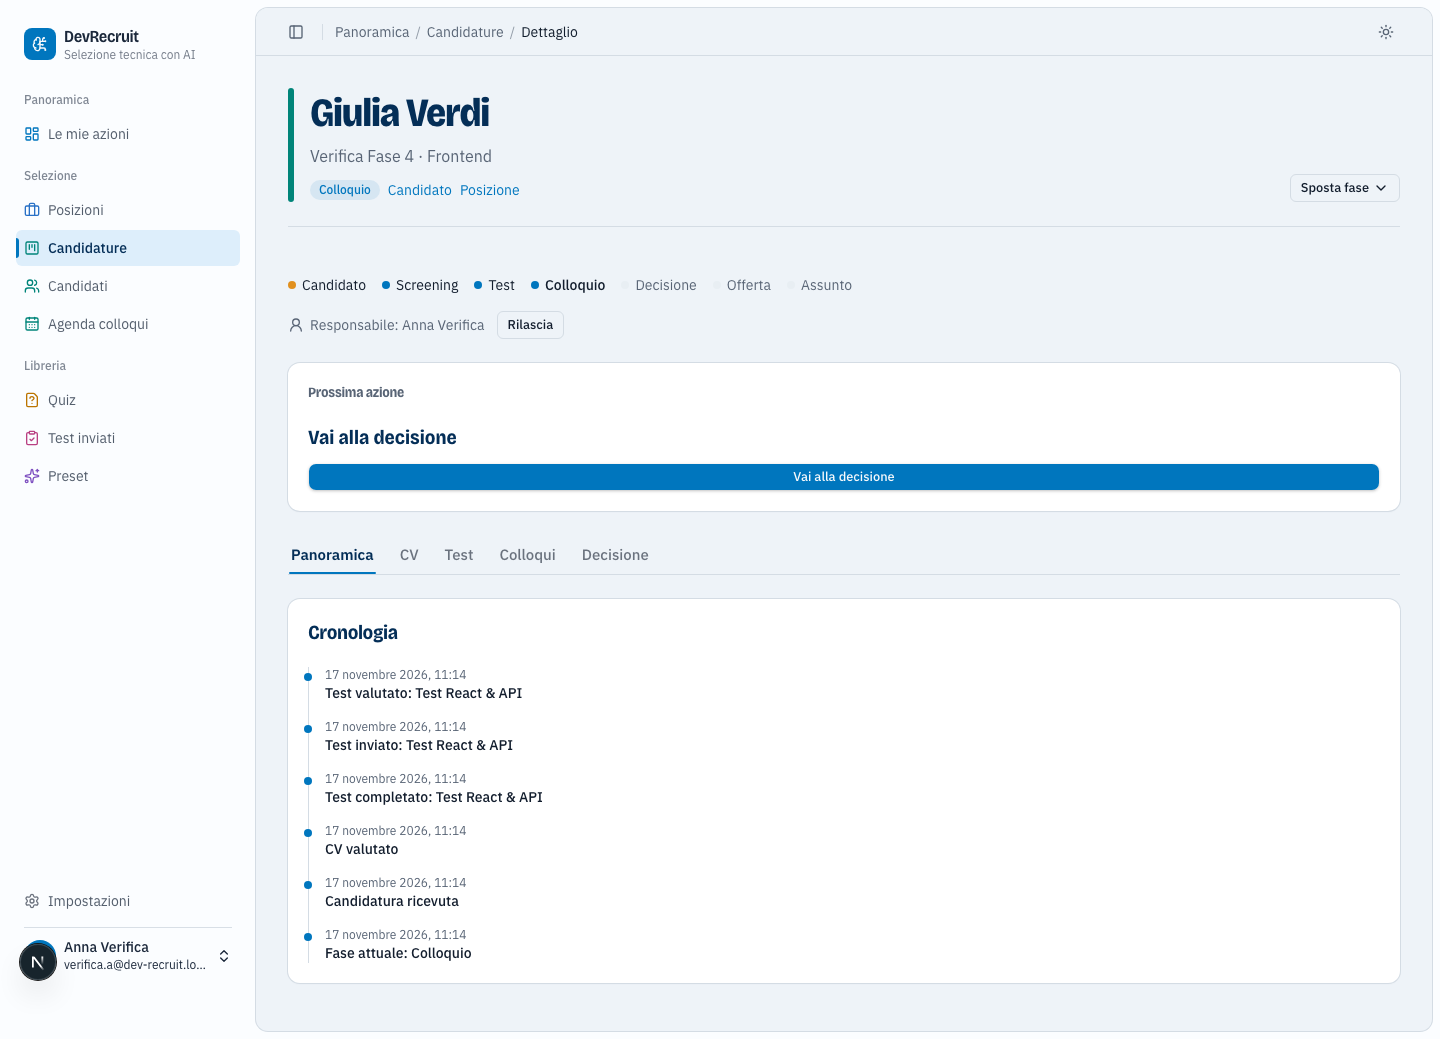 DevRecruit
Selezione tecnica con AI
Panoramica
Le mie azioni
Selezione
Posizioni
Candidature
Candidati
Agenda colloqui
Libreria
Quiz
Test inviati
Preset
Impostazioni
Anna Verifica
verifica.a@dev-recruit.lo...
N
Panoramica / Candidature / Dettaglio
Giulia Verdi
Verifica Fase 4 · Frontend
Colloquio Candidato Posizione
Sposta fase
Candidato Screening Test Colloquio Decisione Offerta Assunto
Responsabile: Anna Verifica Rilascia
Prossima azione
Vai alla decisione
Vai alla decisione
Panoramica CV Test Colloqui Decisione
Cronologia
17 novembre 2026, 11:14
Test valutato: Test React & API
17 novembre 2026, 11:14
Test inviato: Test React & API
17 novembre 2026, 11:14
Test completato: Test React & API
17 novembre 2026, 11:14
CV valutato
17 novembre 2026, 11:14
Candidatura ricevuta
17 novembre 2026, 11:14
Fase attuale: Colloquio